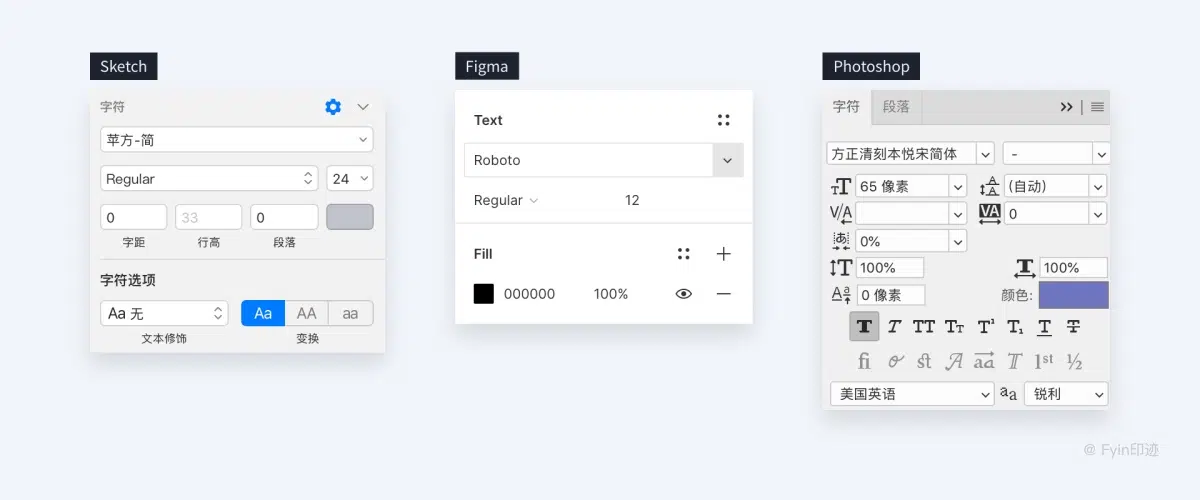 Sketch
字符
苹方-简
Regular 24
0 33 0
字距 行高 段落
字符选项
Aa 无 Aa AA aa
文本修饰 变换
Figma
Text
Roboto
Regular 12
Fill
000000 100%
Photoshop
字符 段落
方正清刻本悦宋简体 -
65 像素 (自动)
0
0%
100% 100%
0 像素 颜色:
T T TT TT T¹ T₁ T T
fi st A aa T 1st ½
美国英语 aa 锐利
@ Fyin印迹